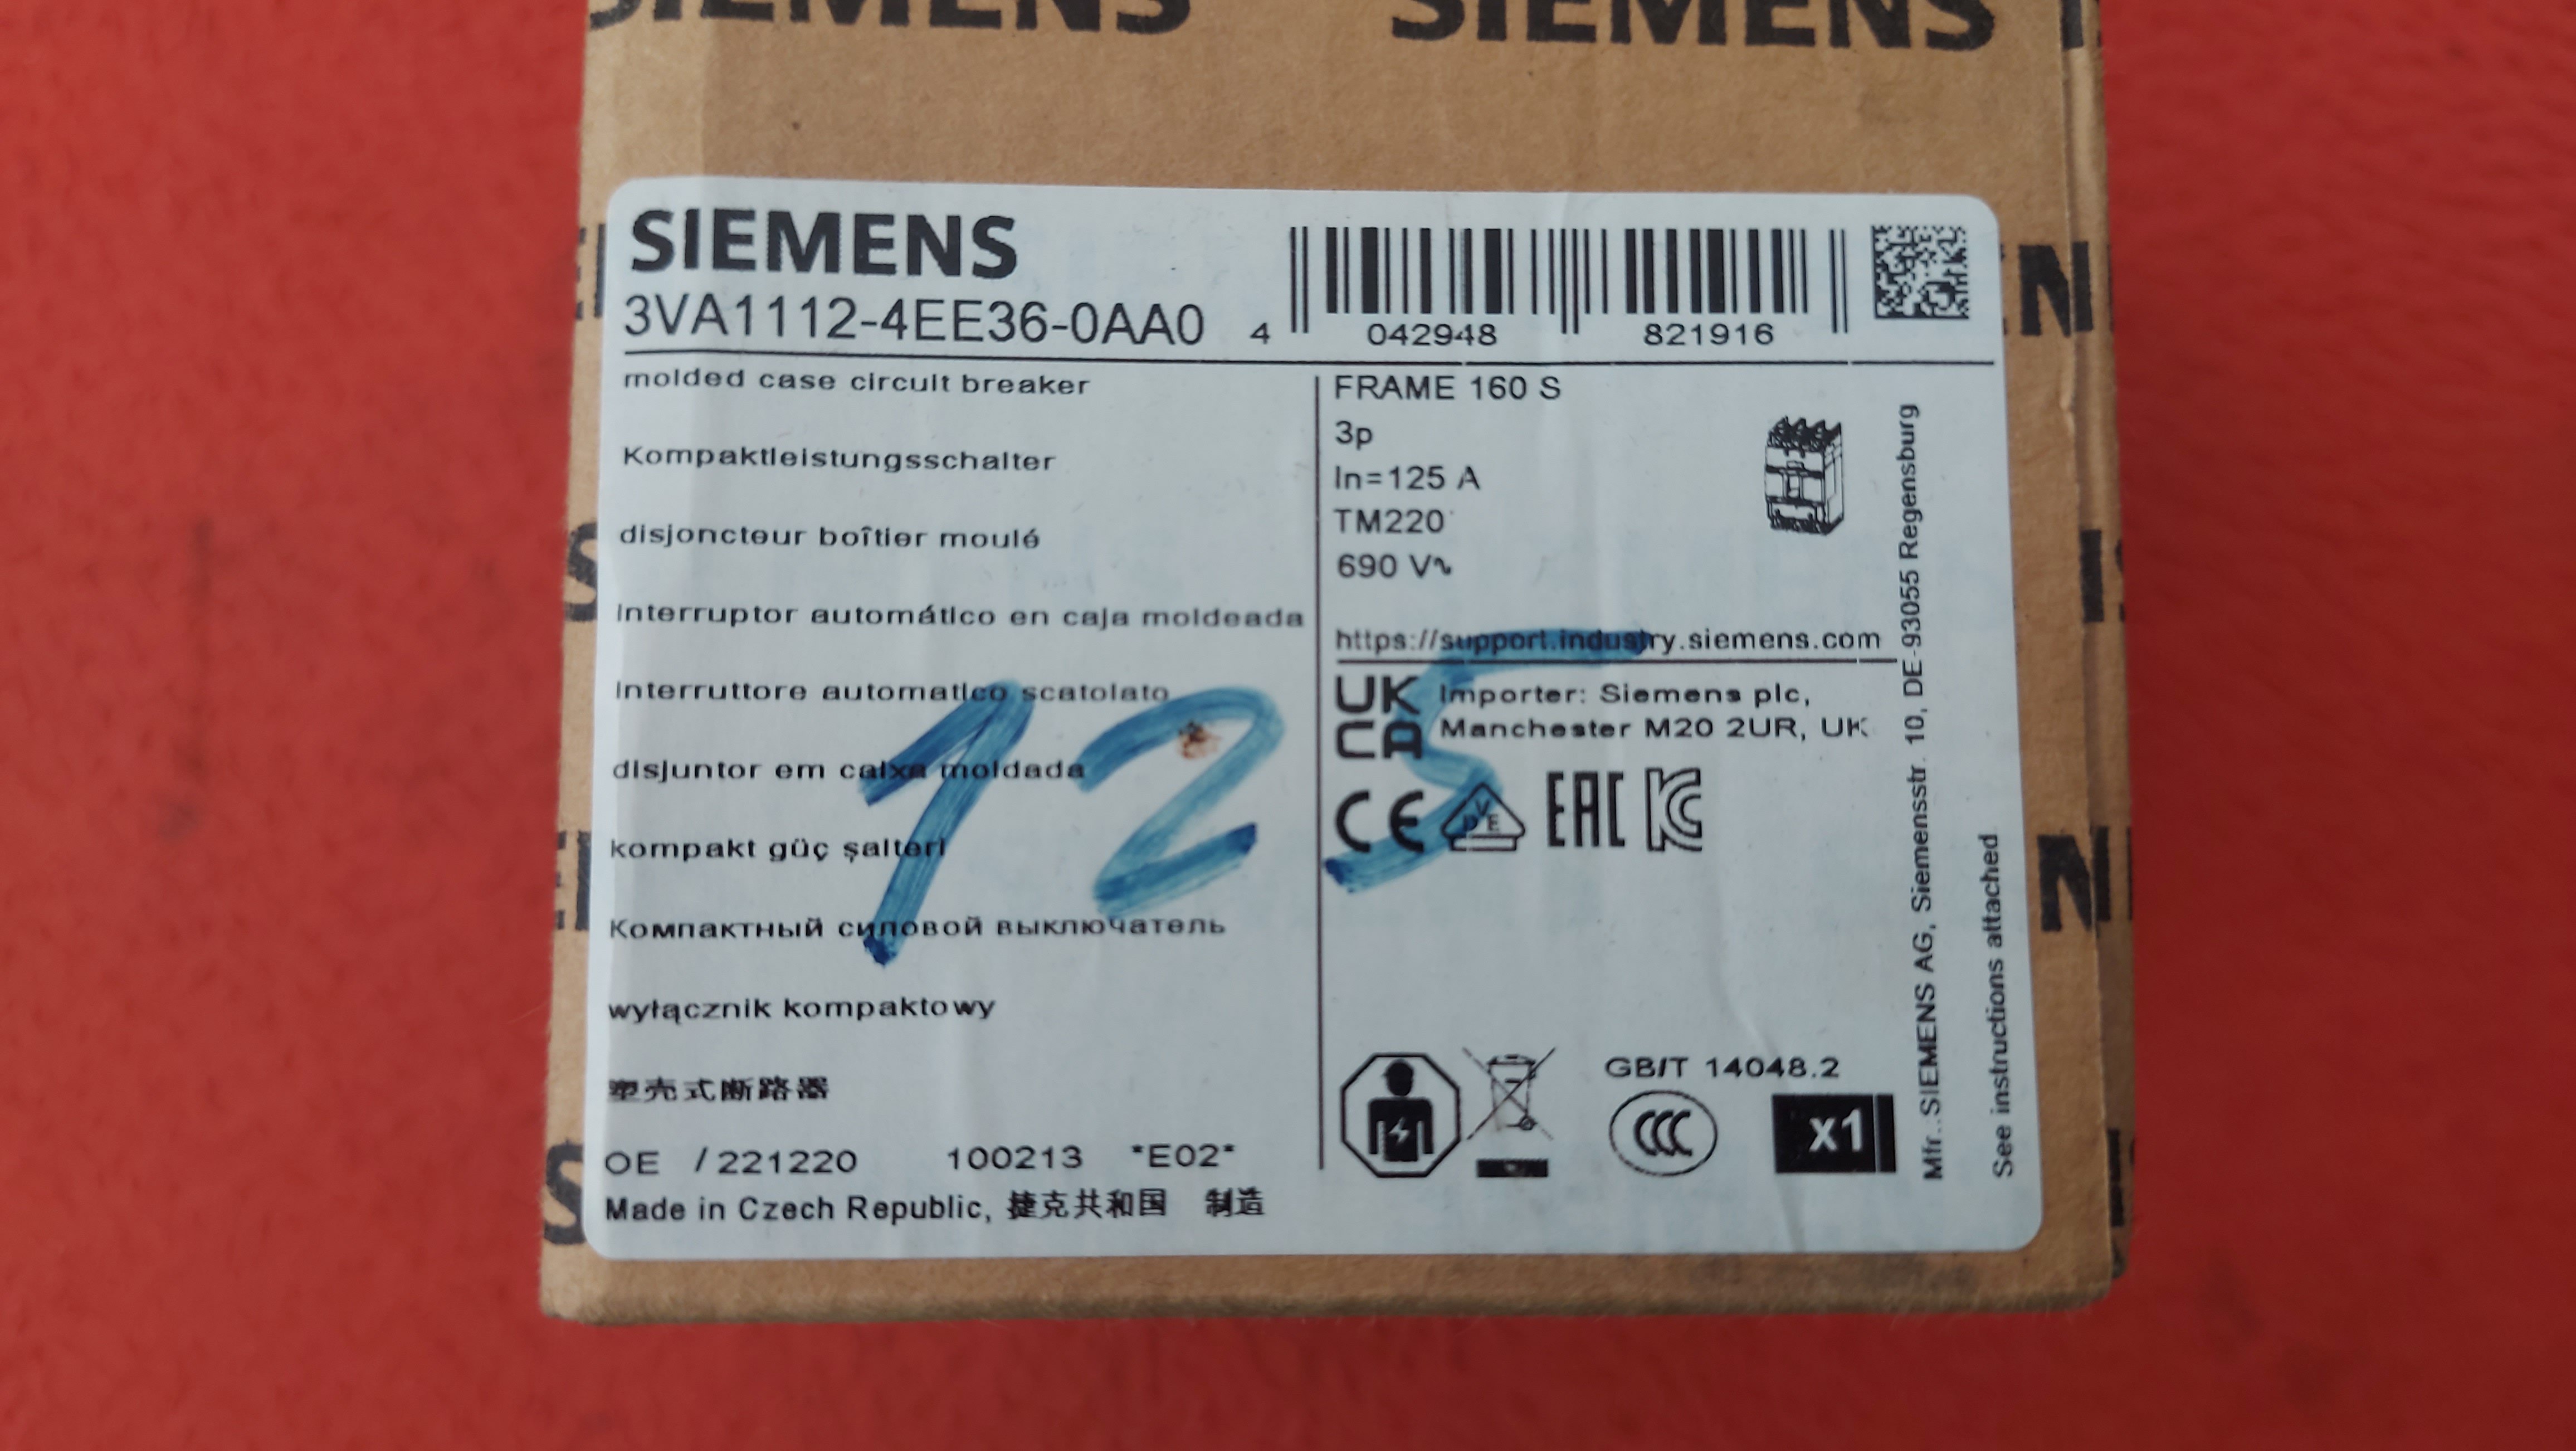 SIEMENS SIEMENS
SIEMENS
3VA1112-4EE36-0AA0
4 042948 821916
molded case circuit breaker
Kompaktleistungsschalter
disjoncteur boîtier moulé
Interruptor automático en caja moldeada
Interruttore automatico scatolato
disjuntor em caixa moldada
kompakt güç şalteri
Компактный силовой выключатель
wyłącznik kompaktowy
塑壳式断路器
OE / 221220 100213 *E02*
Made in Czech Republic, 捷克共和国 制造
FRAME 160 S
3p
In=125 A
TM220
690 V~
https://support.industry.siemens.com
UK
CA
Importer: Siemens plc,
Manchester M20 2UR, UK
CE VDE EAC KC
125
GB/T 14048.2
CCC
x1
Mfr.:SIEMENS AG, Siemensstr. 10, DE-93055 Regensburg
See instructions attached